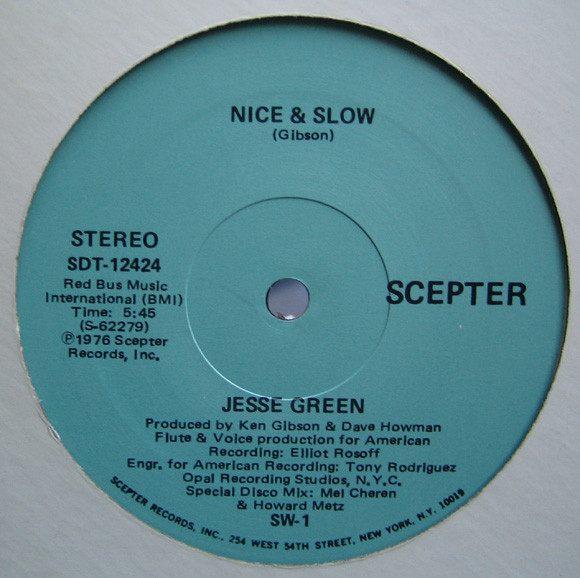 NICE & SLOW
(Gibson)
STEREO
SDT-12424
Red Bus Music
International (BMI)
Time: 5:45
(S-62279)
Ⓟ1976 Scepter
Records, Inc.
SCEPTER
JESSE GREEN
Produced by Ken Gibson & Dave Howman
Flute & Voice production for American
Recording: Elliot Rosoff
Engr. for American Recording: Tony Rodriguez
Opal Recording Studios, N.Y.C.
Special Disco Mix: Mel Cheren
& Howard Metz
SW-1
SCEPTER RECORDS, INC., 254 WEST 54TH STREET, NEW YORK, N.Y. 10019